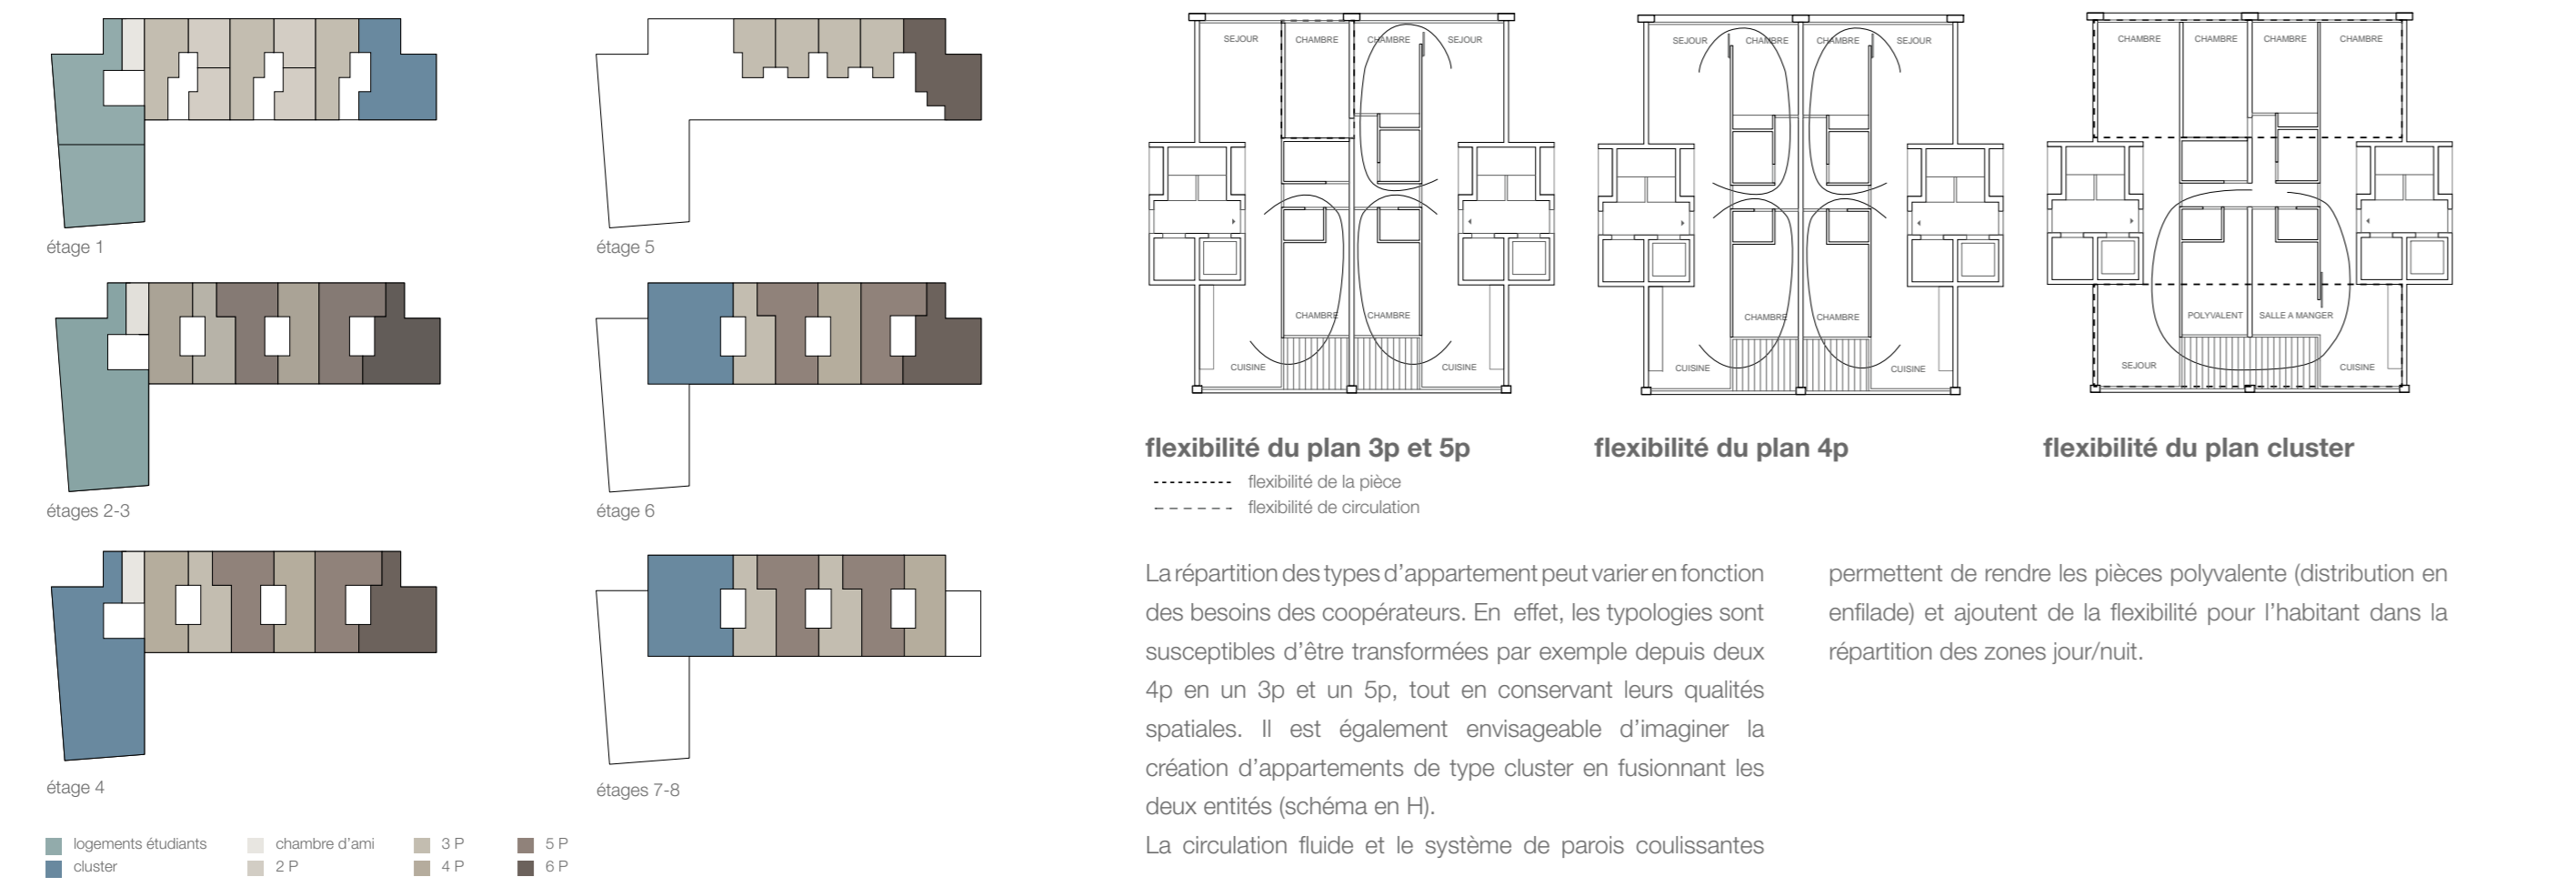 étage 1
étage 5
étages 2-3
étage 6
étage 4
étages 7-8
logements étudiants
cluster
chambre d'ami
2 P
3 P
4 P
5 P
6 P
SEJOUR CHAMBRE CHAMBRE SEJOUR
CHAMBRE CHAMBRE
CUISINE CUISINE
flexibilité du plan 3p et 5p
flexibilité de la pièce
flexibilité de circulation
SEJOUR CHAMBRE CHAMBRE SEJOUR
CHAMBRE CHAMBRE
CUISINE CUISINE
flexibilité du plan 4p
CHAMBRE CHAMBRE CHAMBRE CHAMBRE
POLYVALENT SALLE A MANGER
SEJOUR CUISINE
flexibilité du plan cluster
La répartition des types d'appartement peut varier en fonction
des besoins des coopérateurs. En effet, les typologies sont
susceptibles d'être transformées par exemple depuis deux
4p en un 3p et un 5p, tout en conservant leurs qualités
spatiales. Il est également envisageable d'imaginer la
création d'appartements de type cluster en fusionnant les
deux entités (schéma en H).
La circulation fluide et le système de parois coulissantes
permettent de rendre les pièces polyvalente (distribution en
enfilade) et ajoutent de la flexibilité pour l'habitant dans la
répartition des zones jour/nuit.